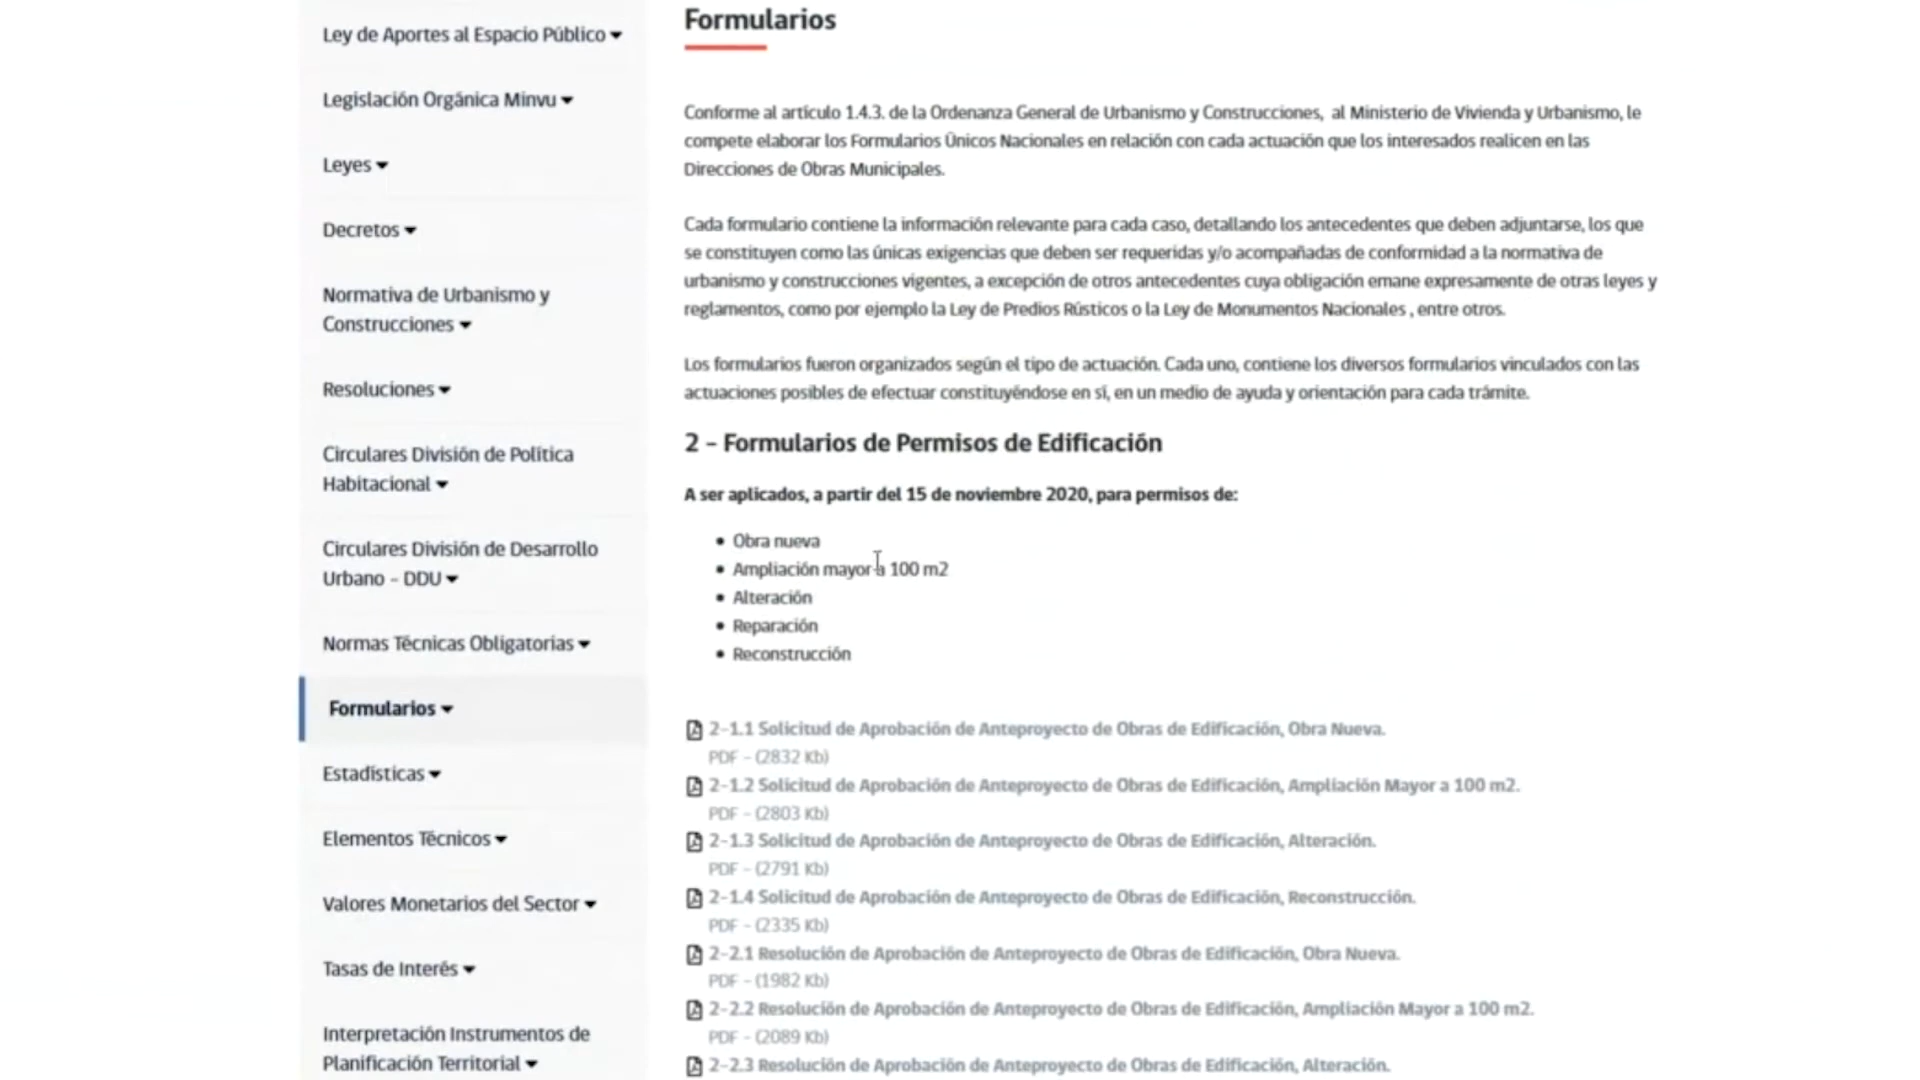 Ley de Aportes al Espacio Público
Legislación Orgánica Minvu
Leyes
Decretos
Normativa de Urbanismo y
Construcciones
Resoluciones
Circulares División de Política
Habitacional
Circulares División de Desarrollo
Urbano - DDU
Normas Técnicas Obligatorias
Formularios
Estadísticas
Elementos Técnicos
Valores Monetarios del Sector
Tasas de Interés
Interpretación Instrumentos de
Planificación Territorial
Formularios
Conforme al artículo 1.4.3. de la Ordenanza General de Urbanismo y Construcciones, al Ministerio de Vivienda y Urbanismo, le
compete elaborar los Formularios Únicos Nacionales en relación con cada actuación que los interesados realicen en las
Direcciones de Obras Municipales.
Cada formulario contiene la información relevante para cada caso, detallando los antecedentes que deben adjuntarse, los que
se constituyen como las únicas exigencias que deben ser requeridas y/o acompañadas de conformidad a la normativa de
urbanismo y construcciones vigentes, a excepción de otros antecedentes cuya obligación emane expresamente de otras leyes y
reglamentos, como por ejemplo la Ley de Predios Rústicos o la Ley de Monumentos Nacionales , entre otros.
Los formularios fueron organizados según el tipo de actuación. Cada uno, contiene los diversos formularios vinculados con las
actuaciones posibles de efectuar constituyéndose en sí, en un medio de ayuda y orientación para cada trámite.
2 - Formularios de Permisos de Edificación
A ser aplicados, a partir del 15 de noviembre 2020, para permisos de:
• Obra nueva
• Ampliación mayor a 100 m2
• Alteración
• Reparación
• Reconstrucción
2-1.1 Solicitud de Aprobación de Anteproyecto de Obras de Edificación, Obra Nueva.
PDF - (2832 Kb)
2-1.2 Solicitud de Aprobación de Anteproyecto de Obras de Edificación, Ampliación Mayor a 100 m2.
PDF - (2803 Kb)
2-1.3 Solicitud de Aprobación de Anteproyecto de Obras de Edificación, Alteración.
PDF - (2791 Kb)
2-1.4 Solicitud de Aprobación de Anteproyecto de Obras de Edificación, Reconstrucción.
PDF - (2335 Kb)
2-2.1 Resolución de Aprobación de Anteproyecto de Obras de Edificación, Obra Nueva.
PDF - (1982 Kb)
2-2.2 Resolución de Aprobación de Anteproyecto de Obras de Edificación, Ampliación Mayor a 100 m2.
PDF - (2089 Kb)
2-2.3 Resolución de Aprobación de Anteproyecto de Obras de Edificación, Alteración.